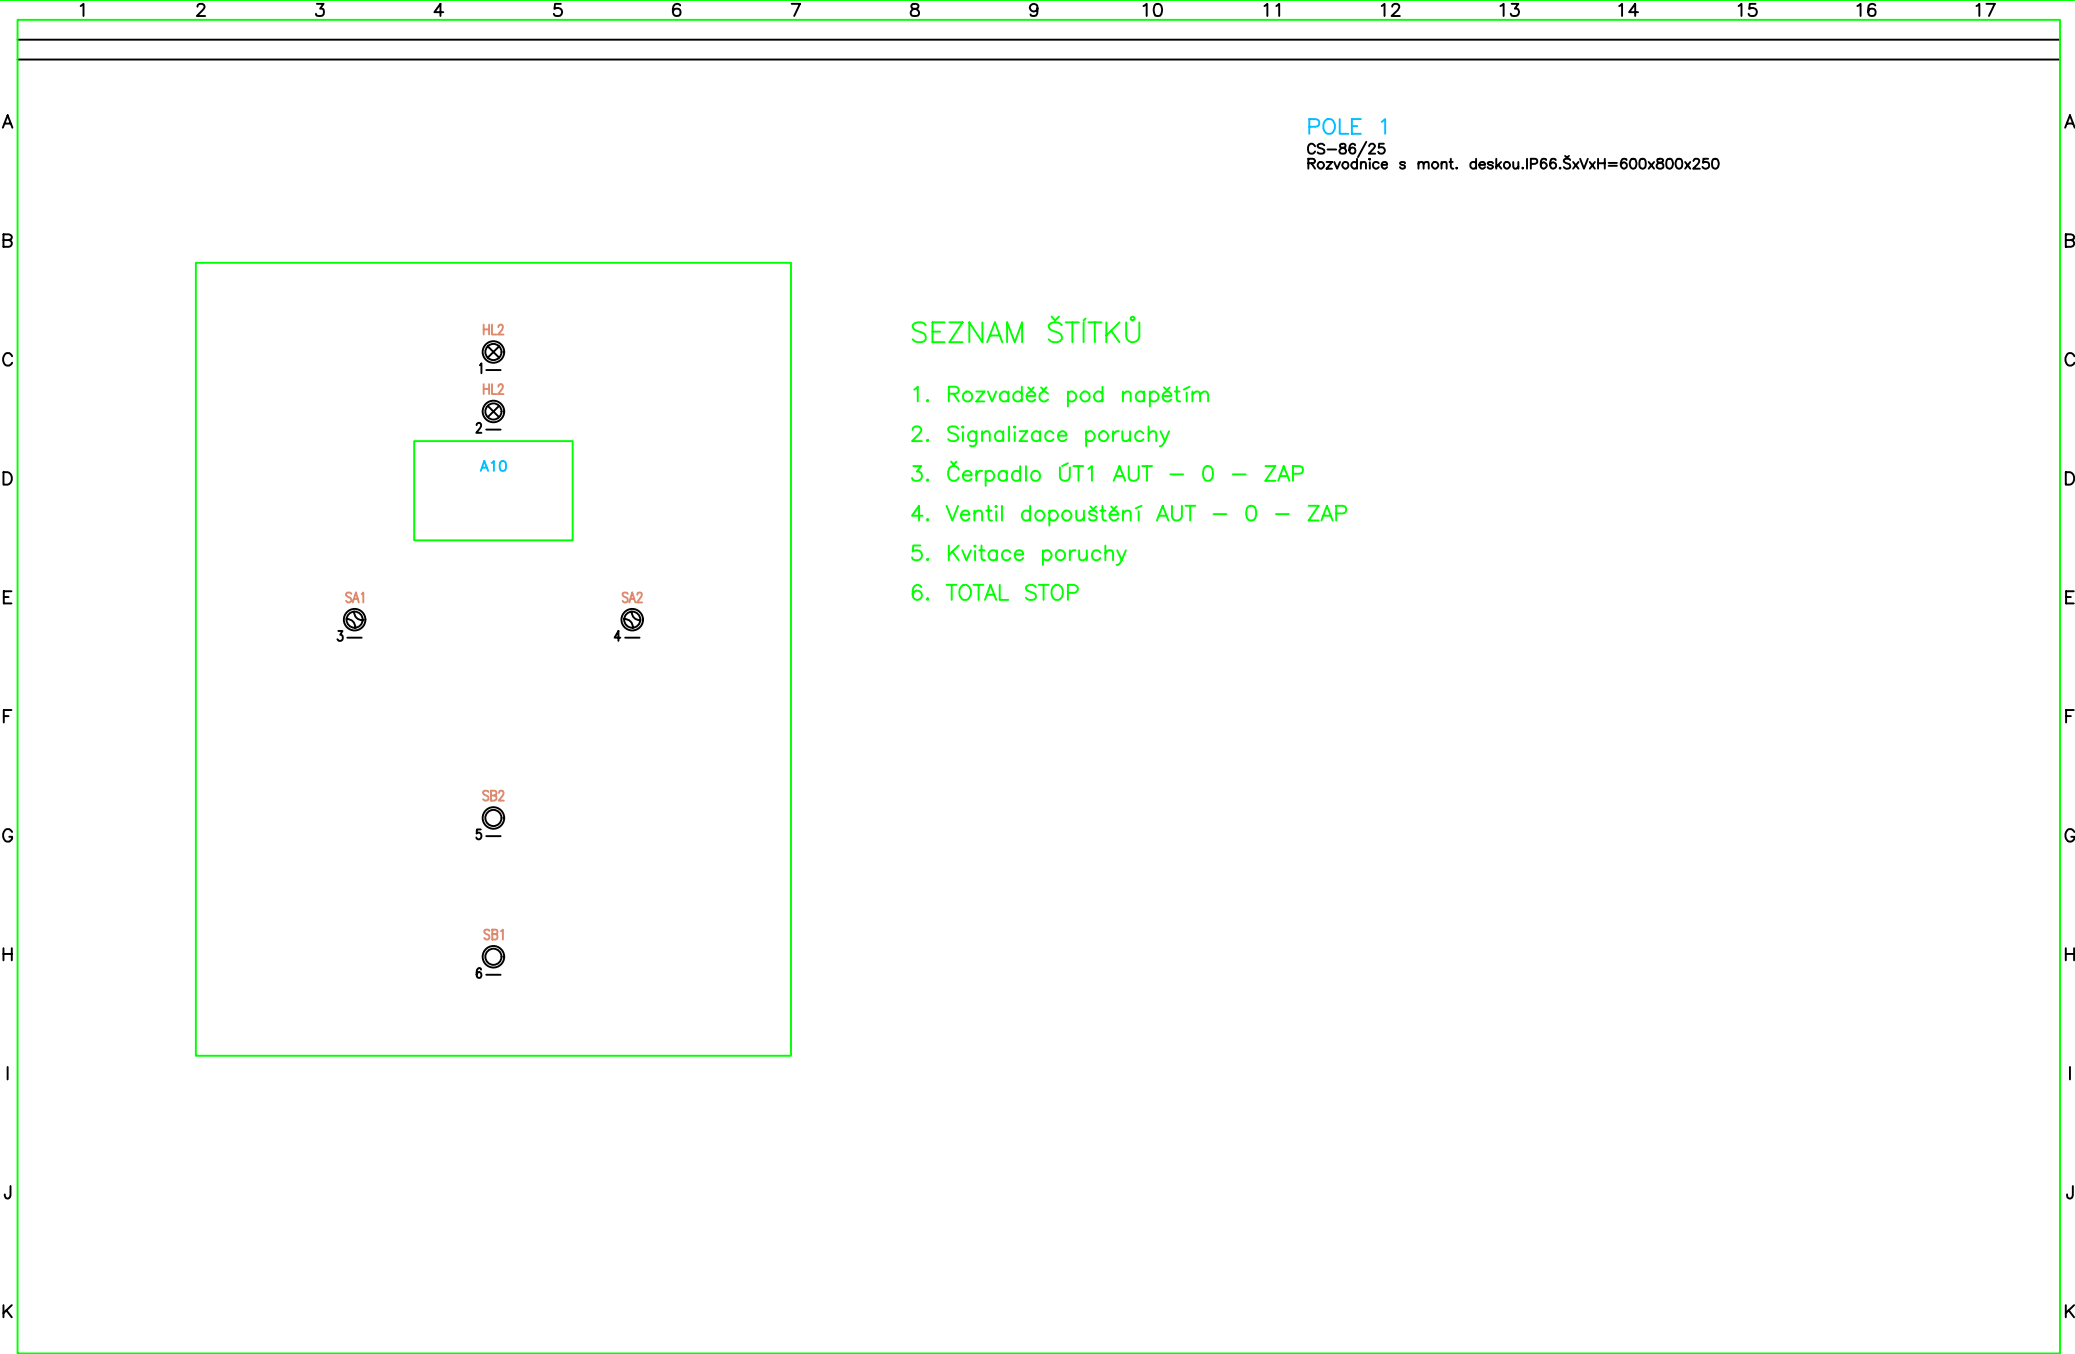 1 2 3 4 5 6 7 8 9 10 11 12 13 14 15 16 17
A A
POLE 1
CS-86/25
Rozvodnice s mont. deskou.IP66.ŠxVxH=600x800x250
B B
HL2
SEZNAM ŠTÍTKŮ
C C
1
HL2
1. Rozvaděč pod napětím
2
2. Signalizace poruchy
A10
D D
3. Čerpadlo ÚT1 AUT - 0 - ZAP
4. Ventil dopouštění AUT - 0 - ZAP
5. Kvitace poruchy
6. TOTAL STOP
E E
SA1 SA2
3 4
F F
SB2
5
G G
SB1
H H
6
I I
J J
K K